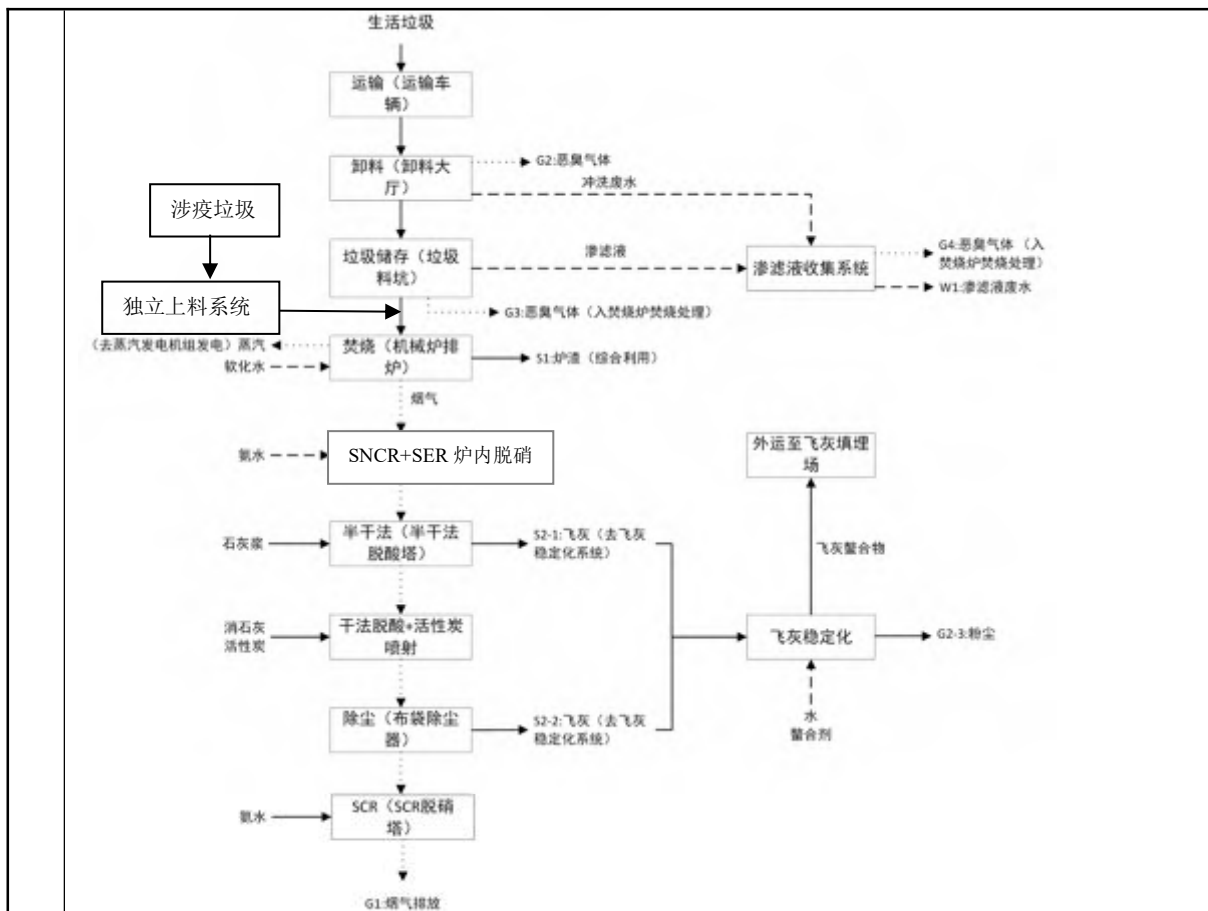 生活垃圾
运输（运输车
辆）
卸料（卸料大
厅）
G2:恶臭气体
冲洗废水
涉疫垃圾
垃圾储存（垃圾
料坑）
渗滤液
渗滤液收集系统
G4:恶臭气体（入
焚烧炉焚烧处理）
W1:渗滤液废水
独立上料系统
G3:恶臭气体（入焚烧炉焚烧处理）
（去蒸汽发电机组发电）蒸汽
软化水
焚烧（机械炉排
炉）
S1:炉渣（综合利用）
烟气
氨水
SNCR+SER 炉内脱硝
外运至飞灰填埋
场
石灰浆
半干法（半干法
脱酸塔）
S2-1:飞灰（去飞灰
稳定化系统）
飞灰螯合物
消石灰
活性炭
干法脱酸+活性炭
喷射
飞灰稳定化
G2-3:粉尘
除尘（布袋除尘
器）
S2-2:飞灰（去飞灰
稳定化系统）
水
螯合剂
氨水
SCR（SCR脱硝
塔）
G1:烟气排放